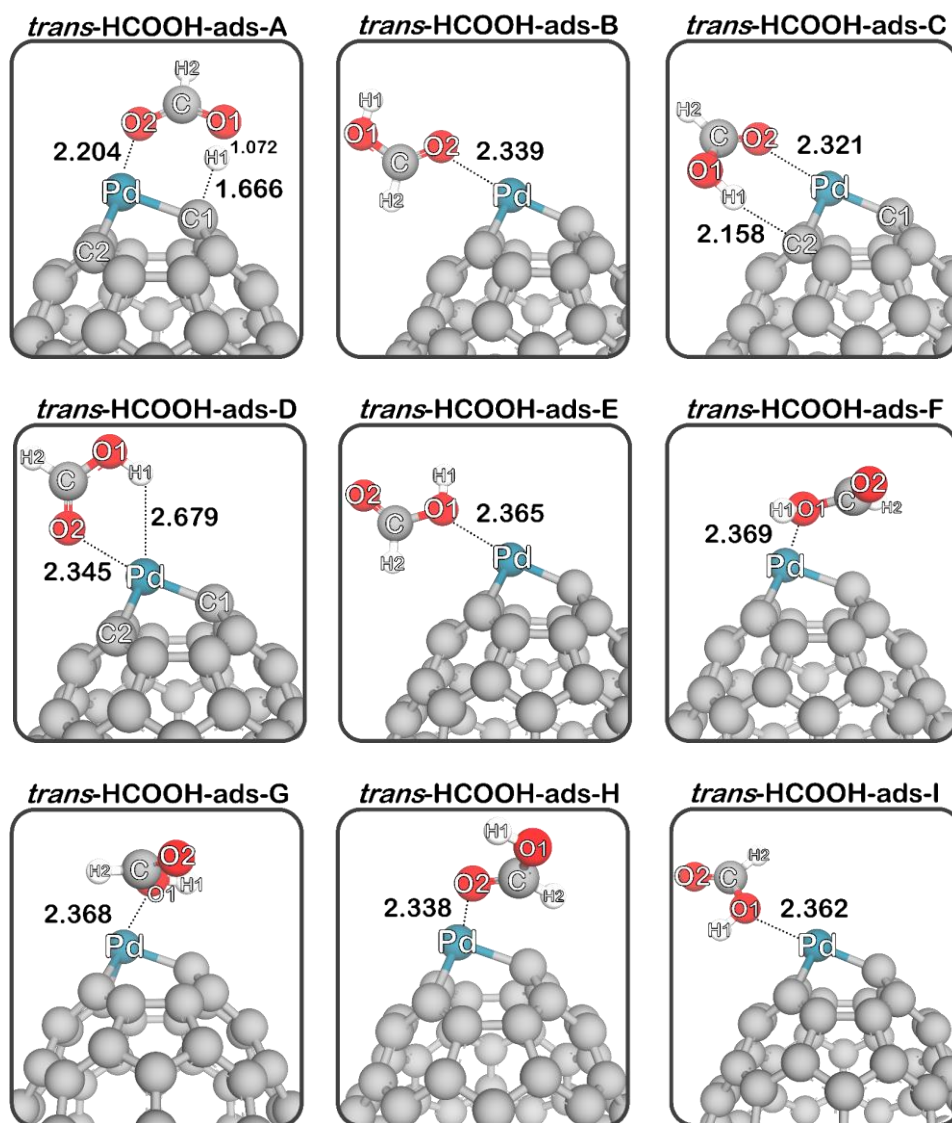 trans-HCOOH-ads-A
H2
C
O2
O1
1.072
2.204
H1
1.666
Pd
C1
C2
trans-HCOOH-ads-B
H1
O1
O2
C
2.339
H2
Pd
trans-HCOOH-ads-C
H2
C
O2
2.321
O1
H1
Pd
C1
2.158
C2
trans-HCOOH-ads-D
O1
H2
H1
C
O2
2.679
2.345
Pd
C1
C2
trans-HCOOH-ads-E
H1
O2
O1
C
2.365
H2
Pd
trans-HCOOH-ads-F
O2
C
H1
O1
H2
2.369
Pd
trans-HCOOH-ads-G
O2
H2
C
H1
O1
2.368
Pd
trans-HCOOH-ads-H
H1
O1
O2
C
H2
2.338
Pd
trans-HCOOH-ads-I
H2
O2
C
O1
2.362
H1
Pd